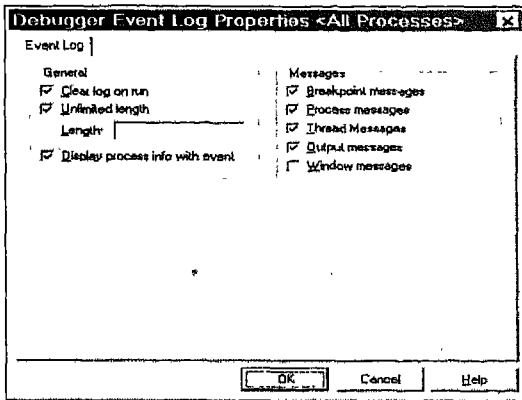 Debugger Event Log Properties <All Processes>
Event Log
General
Clear log on run
Unlimited length
Length:
Display process info with event
Messages
Breakpoint messages
Process messages
Thread Messages
Output messages
Window messages
OK
Cancel
Help